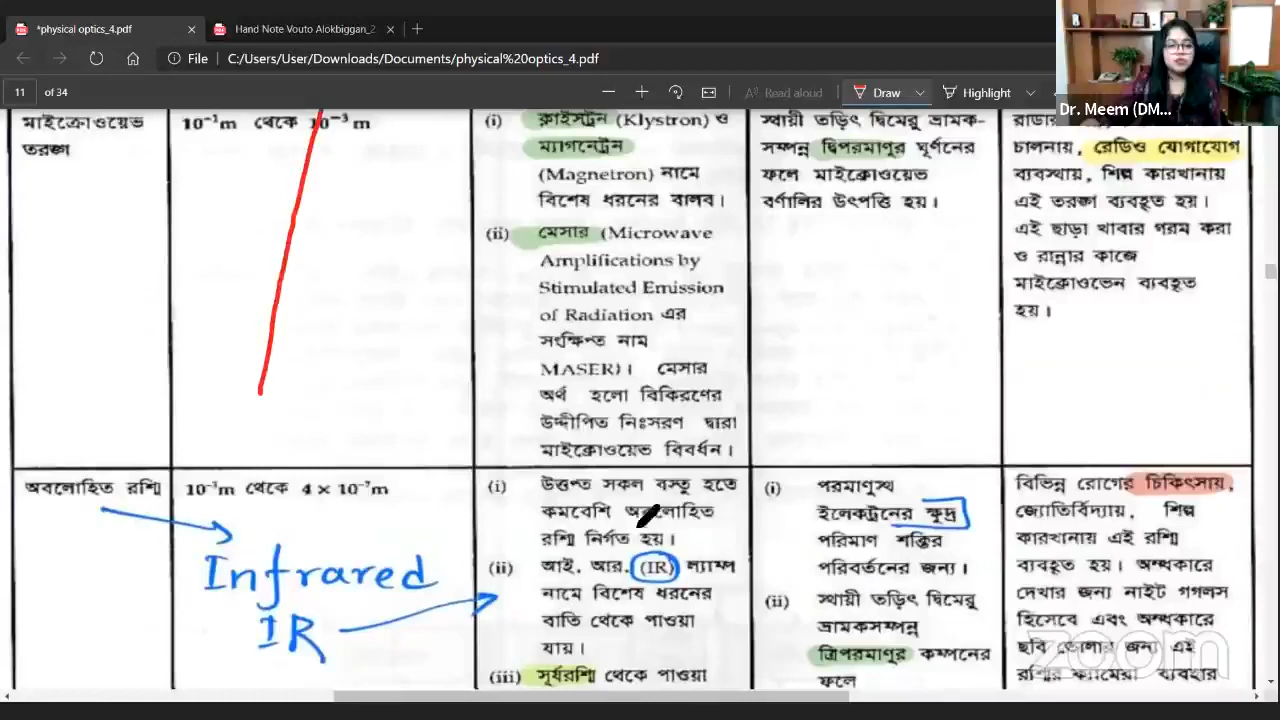 *physical optics_4.pdf
Hand Note Vouto Alokbiggan_2
File
C:/Users/User/Downloads/Documents/physical%20optics_4.pdf
11 of 34
Read aloud
Draw
Highlight
Dr. Meem (DM...
মাইক্রোওয়েভ
তরঙ্গ
10⁻¹m থেকে 10⁻³ m
(i) ক্লাইস্ট্রন (Klystron) ও
ম্যাগনেট্রন
(Magnetron) নামে
বিশেষ ধরনের বালব।
(ii) মেসার (Microwave
Amplifications by
Stimulated Emission
of Radiation এর
সংক্ষিপ্ত নাম
MASER)। মেসার
অর্থ হলো বিকিরণের
উদ্দীপিত নিঃসরণ দ্বারা
মাইক্রোওয়েভ বিবর্ধন।
স্থায়ী তড়িৎ দ্বিমেরু ভ্রামক-
সম্পন্ন দ্বিপরমাণুর ঘূর্ণনের
ফলে মাইক্রোওয়েভ
বর্ণালির উৎপত্তি হয়।
চালনায়, রেডিও যোগাযোগ
ব্যবস্থায়, শিল্প কারখানায়
এই তরঙ্গ ব্যবহৃত হয়।
এই ছাড়া খাবার গরম করা
ও রান্নার কাজে
মাইক্রোওভেন ব্যবহৃত
হয়।
অবলোহিত রশ্মি
10⁻³m থেকে 4 × 10⁻⁷m
Infrared
IR
(i) উত্তপ্ত সকল বস্তু হতে
কমবেশি অবলোহিত
রশ্মি নির্গত হয়।
(ii) আই. আর. (IR) ল্যাম্প
নামে বিশেষ ধরনের
বাতি থেকে পাওয়া
যায়।
(iii) সূর্যরশ্মি থেকে পাওয়া
(i) পরমাণুস্থ
ইলেকট্রনের ক্ষুদ্র
পরিমাণ শক্তির
পরিবর্তনের জন্য।
(ii) স্থায়ী তড়িৎ দ্বিমেরু
ভ্রামকসম্পন্ন
ত্রিপরমাণুর কম্পনের
ফলে
বিভিন্ন রোগের চিকিৎসায়,
জ্যোতির্বিদ্যায়, শিল্প
কারখানায় এই রশ্মি
ব্যবহৃত হয়। অন্ধকারে
দেখার জন্য নাইট গগলস
হিসেবে এবং অন্ধকারে
ছবি তোলার জন্য এই
রশ্মির ক্যামেরা ব্যবহার
zoom